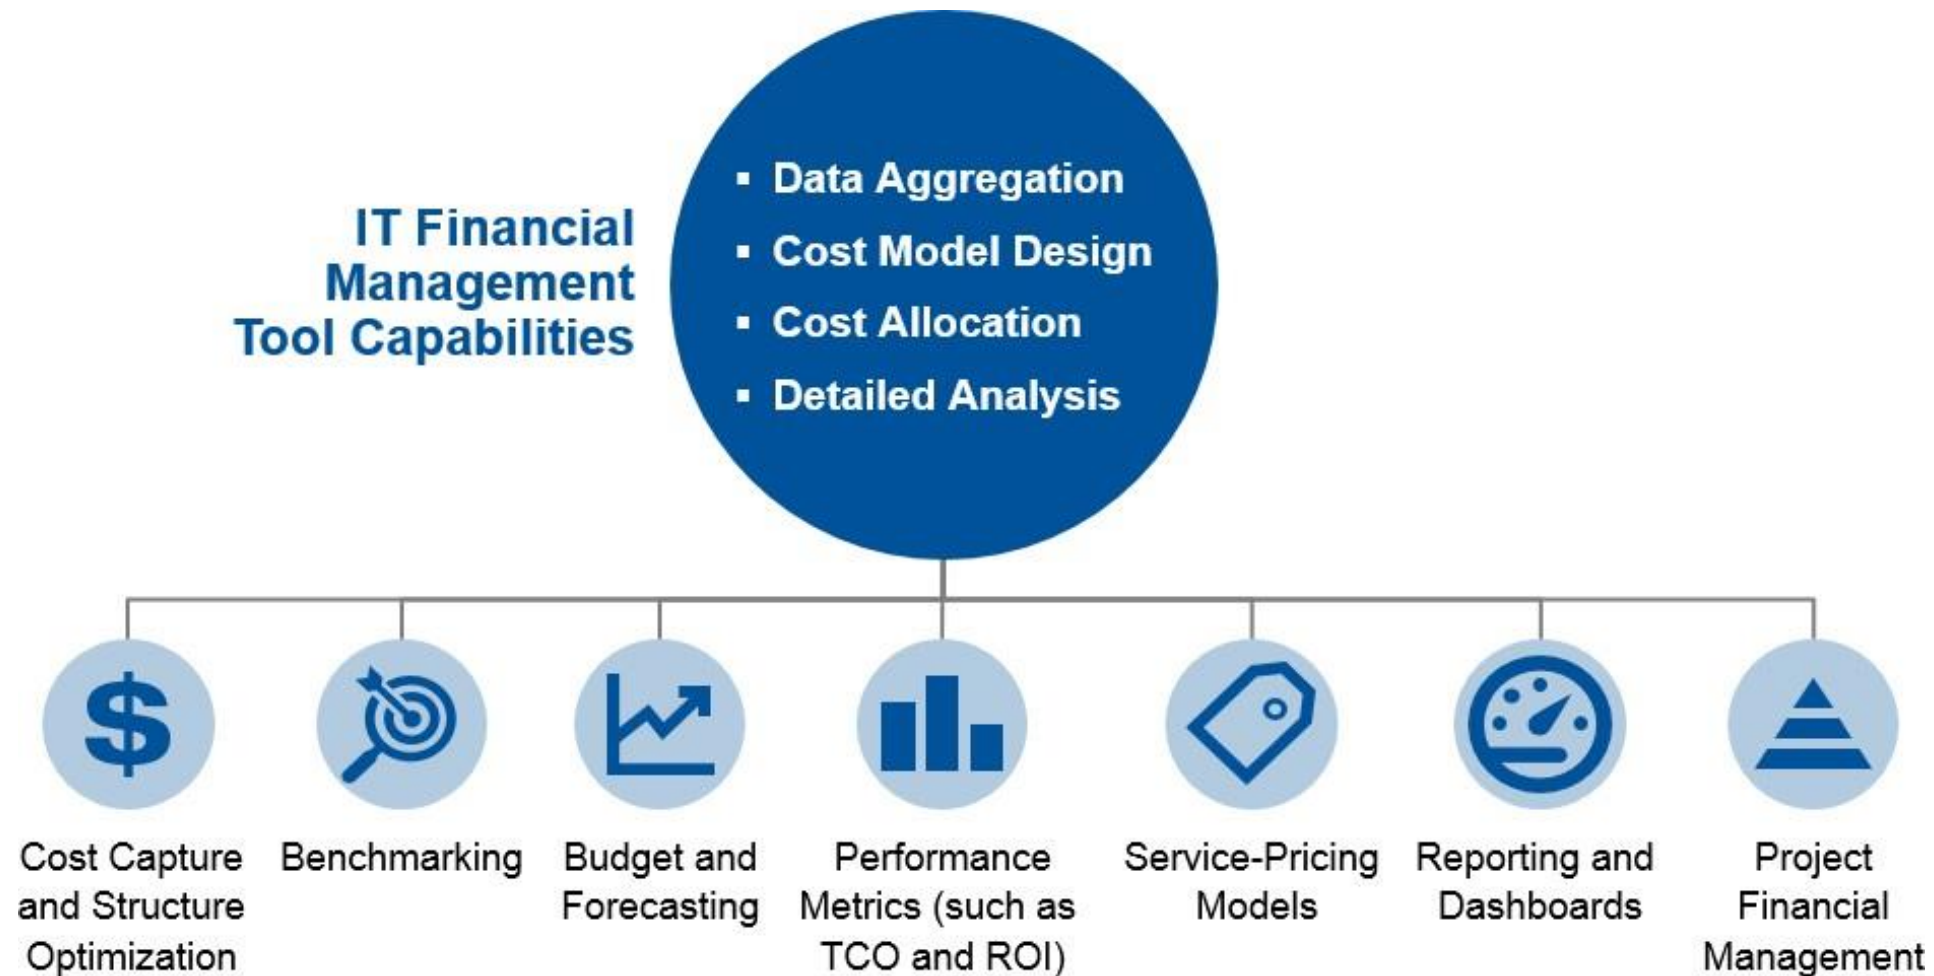 IT Financial
Management
Tool Capabilities
▪ Data Aggregation
▪ Cost Model Design
▪ Cost Allocation
▪ Detailed Analysis
$
Cost Capture
and Structure
Optimization
Benchmarking
Budget and
Forecasting
Performance
Metrics (such as
TCO and ROI)
Service-Pricing
Models
Reporting and
Dashboards
Project
Financial
Management